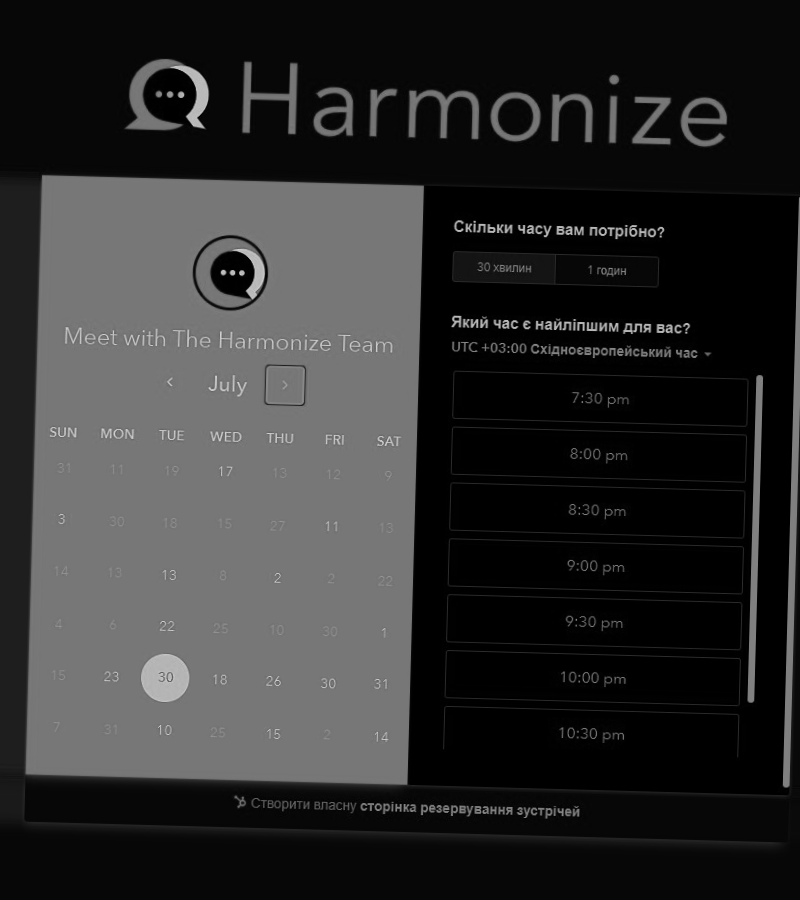 Harmonize
Meet with The Harmonize Team
July
SUN MON TUE WED THU FRI SAT
31 11 19 17 13 12 9
3 30 18 15 27 11 13
14 13 13 8 2 2 22
4 6 22 25 10 30 1
15 23 30 18 26 30 31
7 31 10 25 15 2 14
Скільки часу вам потрібно?
30 хвилин 1 годин
Який час є найліпшим для вас?
UTC +03:00 Східноєвропейський час
7:30 pm
8:00 pm
8:30 pm
9:00 pm
9:30 pm
10:00 pm
10:30 pm
Створити власну сторінка резервування зустрічей